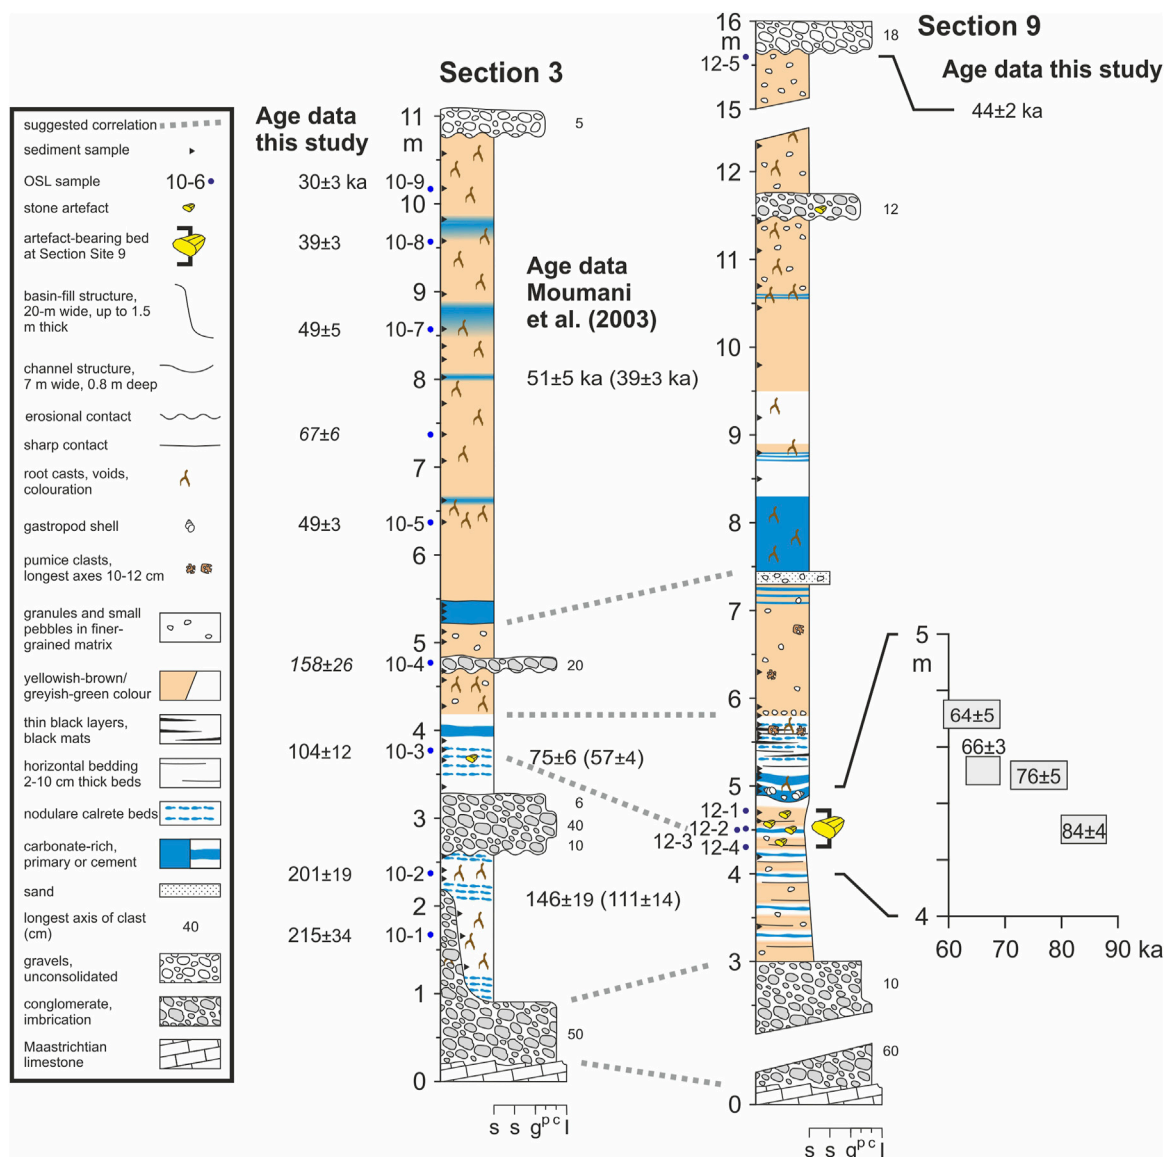 Section 3
Section 9
Age data this study
44±2 ka
suggested correlation
sediment sample
OSL sample
10-6
stone artefact
artefact-bearing bed
at Section Site 9
basin-fill structure,
20-m wide, up to 1.5
m thick
channel structure,
7 m wide, 0.8 m deep
erosional contact
sharp contact
root casts, voids,
colouration
gastropod shell
pumice clasts,
longest axes 10-12 cm
granules and small
pebbles in finer-
grained matrix
yellowish-brown/
greyish-green colour
thin black layers,
black mats
horizontal bedding
2-10 cm thick beds
nodulare calrete beds
carbonate-rich,
primary or cement
sand
longest axis of clast
(cm)
40
gravels,
unconsolidated
conglomerate,
imbrication
Maastrichtian
limestone
Age data
this study
30±3 ka
39±3
49±5
67±6
49±3
158±26
104±12
201±19
215±34
10-9
10-8
10-7
10-5
10-4
10-3
10-2
10-1
11
m
10
9
8
7
6
5
4
3
2
1
0
5
20
6
40
10
50
s s g p c l
Age data
Moumani
et al. (2003)
51±5 ka (39±3 ka)
75±6 (57±4)
146±19 (111±14)
16
m
12-5
15
12
11
10
9
8
7
6
5
12-1
12-2
12-3
12-4
4
3
0
18
12
10
60
s s g p c l
5
m
64±5
66±3
76±5
84±4
4
60 70 80 90 ka